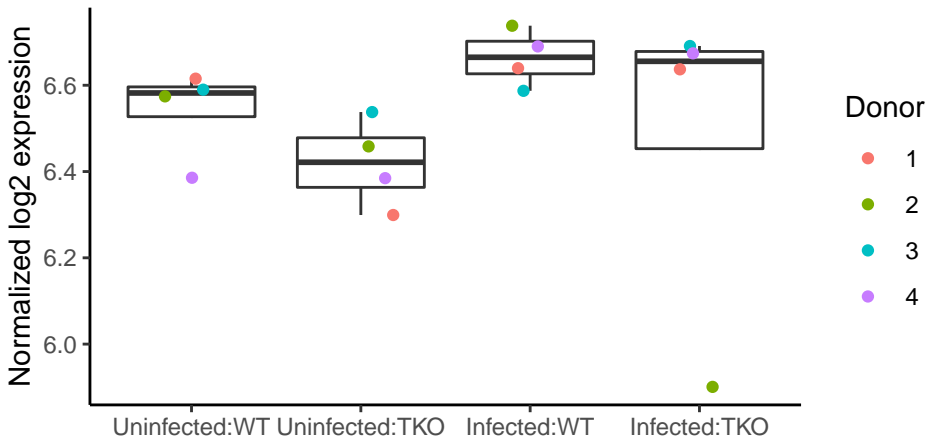 Normalized log2 expression
6.6
6.4
6.2
6.0
Uninfected:WT Uninfected:TKO Infected:WT Infected:TKO
Donor
1
2
3
4